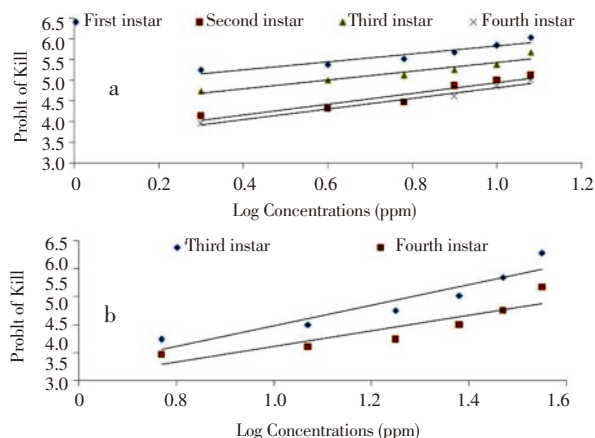 First instar Second instar Third instar Fourth instar
6.5
6.0
5.5
5.0
4.5
4.0
3.5
3.0
a
Problt of Kill
0 0.2 0.4 0.6 0.8 1.0 1.2
Log Concentrations (ppm)
Third instar Fourth instar
6.5
6.0
5.5
5.0
4.5
4.0
3.5
3.0
b
Problt of Kill
0 0.8 1.0 1.2 1.4 1.6
Log Concentrations (ppm)